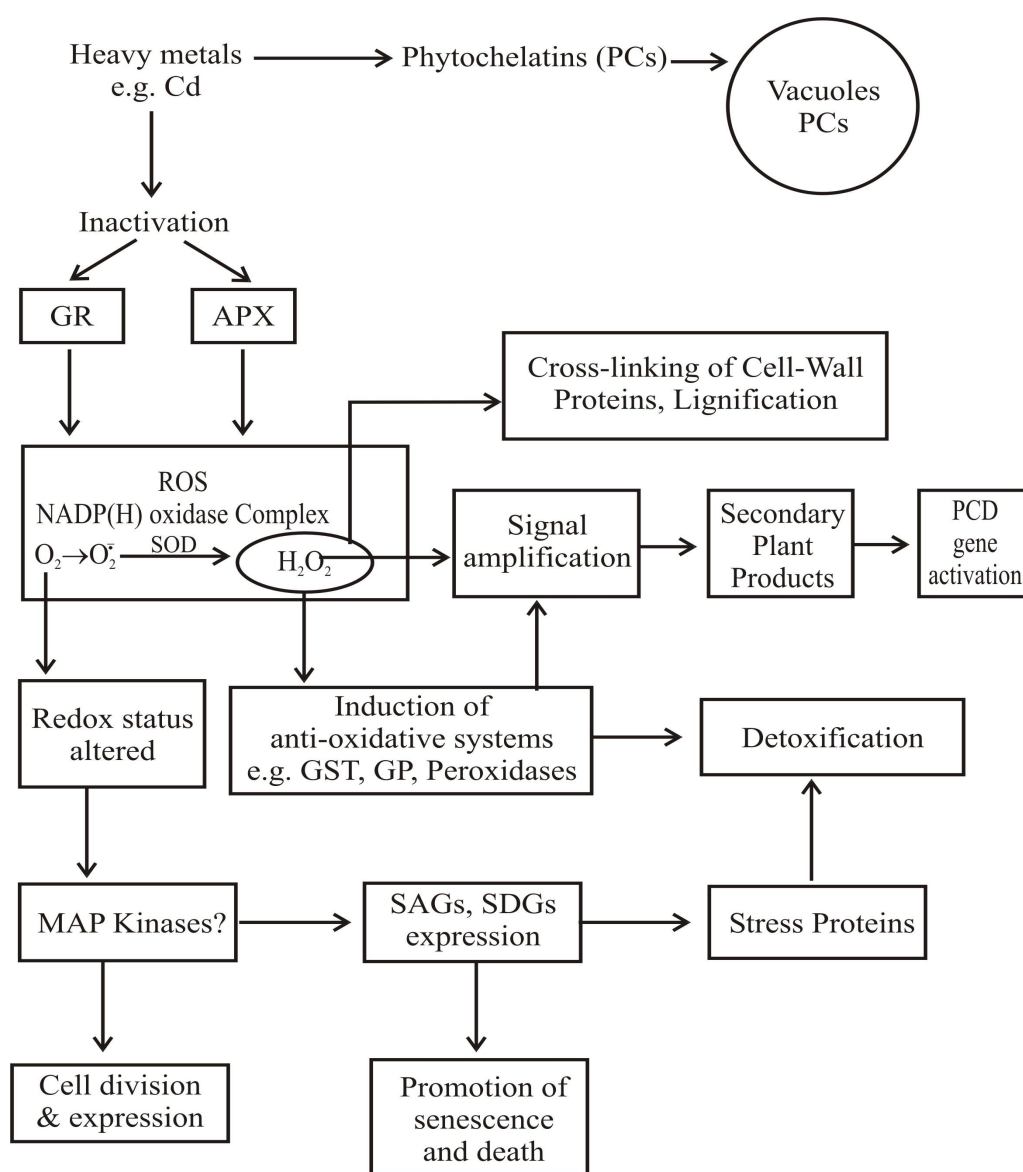 Heavy metals
e.g. Cd
Phytochelatins (PCs)
Vacuoles
PCs
Inactivation
GR
APX
Cross-linking of Cell-Wall
Proteins, Lignification
ROS
NADP(H) oxidase Complex
O₂→O₂⁻̇ SOD H₂O₂
Signal
amplification
Secondary
Plant
Products
PCD
gene
activation
Redox status
altered
Induction of
anti-oxidative systems
e.g. GST, GP, Peroxidases
Detoxification
MAP Kinases?
SAGs, SDGs
expression
Stress Proteins
Cell division
& expression
Promotion of
senescence
and death